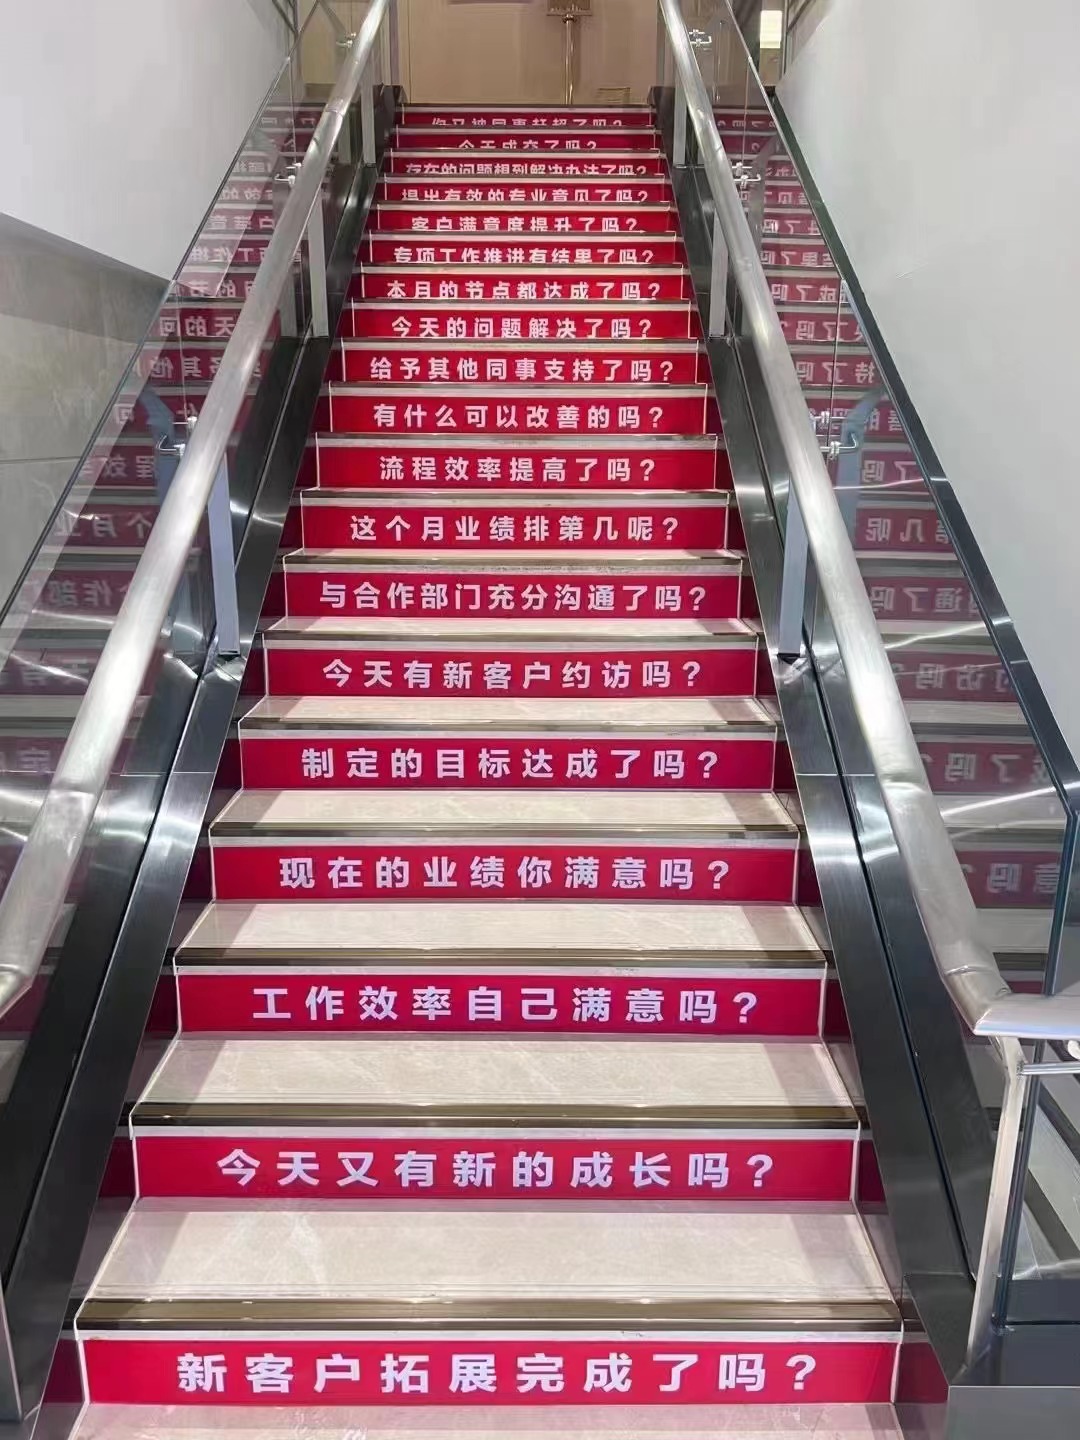 你又被同事赶超了吗？
今天成交了吗？
存在的问题想到解决办法了吗？
提出有效的专业意见了吗？
客户满意度提升了吗？
专项工作推进有结果了吗？
本月的节点都达成了吗？
今天的问题解决了吗？
给予其他同事支持了吗？
有什么可以改善的吗？
流程效率提高了吗？
这个月业绩排第几呢？
与合作部门充分沟通了吗？
今天有新客户约访吗？
制定的目标达成了吗？
现在的业绩你满意吗？
工作效率自己满意吗？
今天又有新的成长吗？
新客户拓展完成了吗？